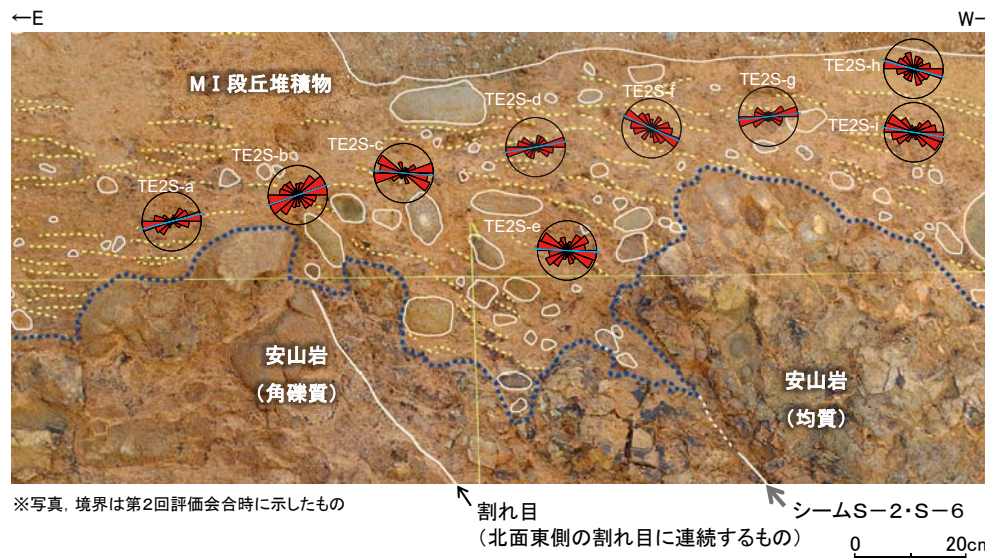 ←E
W→
MⅠ段丘堆積物
TE2S-a
TE2S-b
TE2S-c
TE2S-d
TE2S-e
TE2S-f
TE2S-g
TE2S-h
TE2S-i
安山岩
（角礫質）
安山岩
（均質）
※写真，境界は第２回評価会合時に示したもの
割れ目
（北面東側の割れ目に連続するもの）
シームＳ－２・Ｓ－６
0
20cm